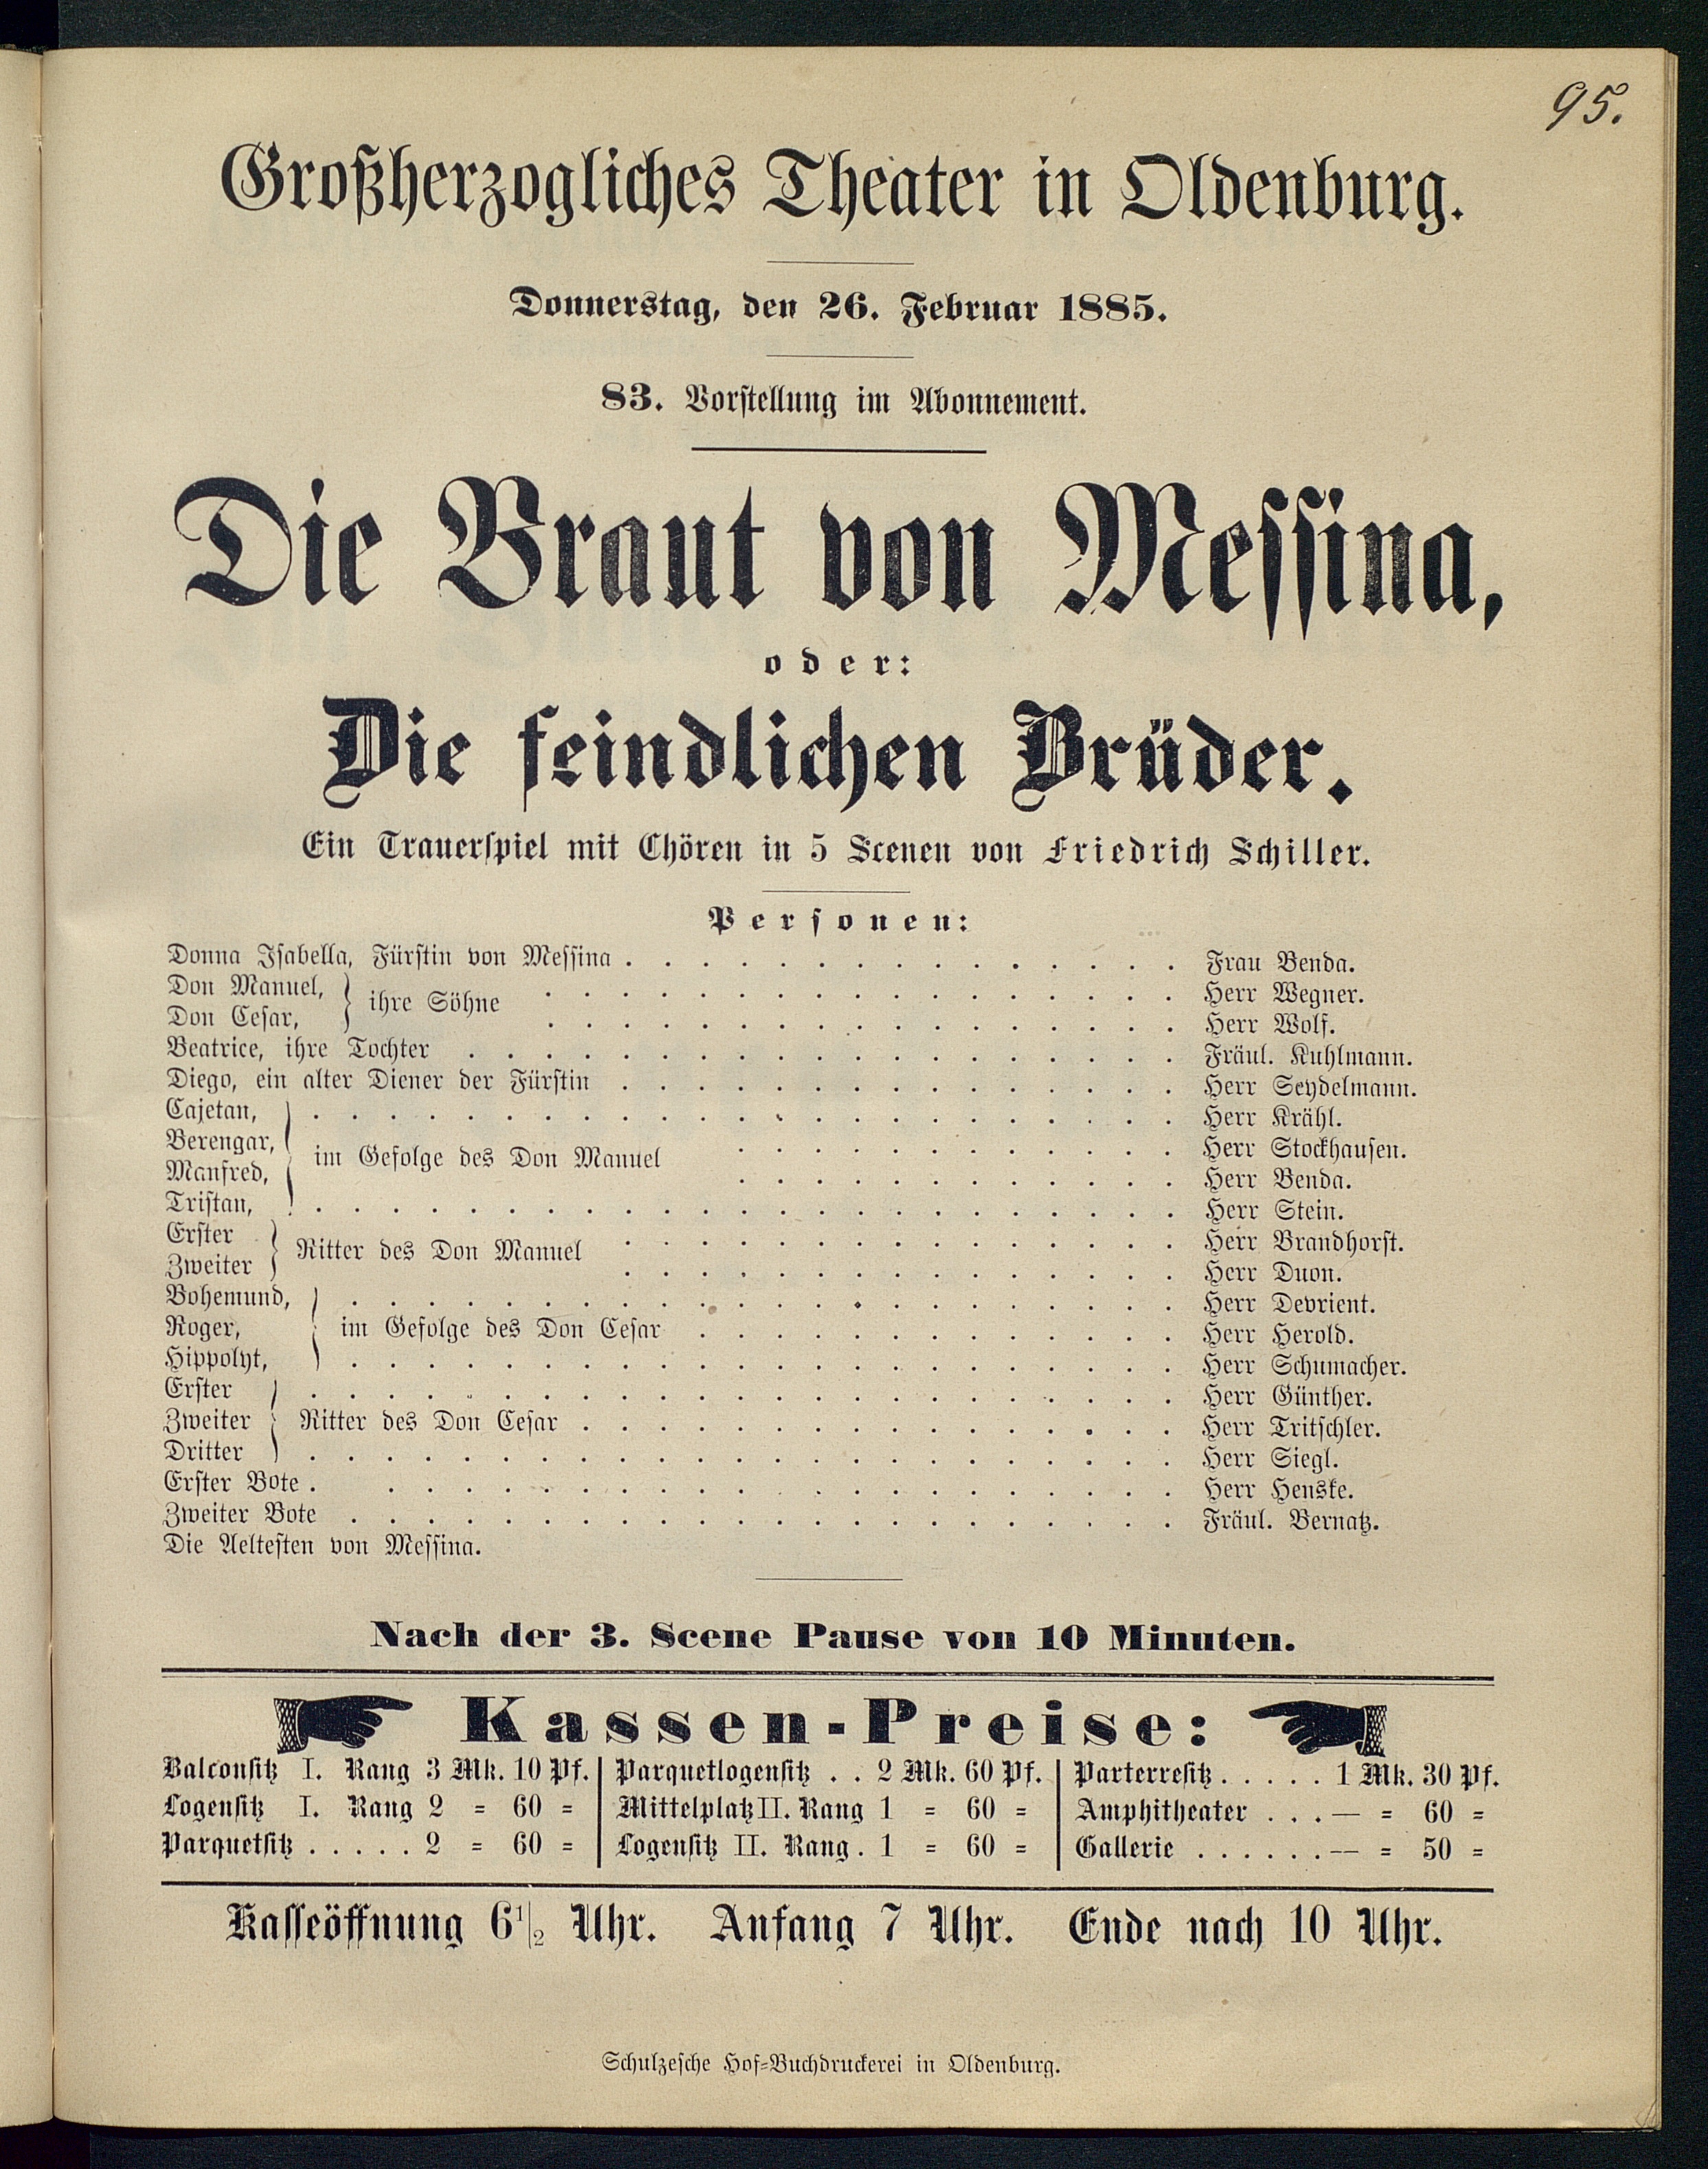 95.
Großherzogliches Theater in Oldenburg.
Donnerstag, den 26. Februar 1885.
83. Vorstellung im Abonnement.
Die Braut von Messina,
oder:
Die feindlichen Brüder.
Ein Trauerspiel mit Chören in 5 Scenen von Friedrich Schiller.
Personen:
Donna Isabella, Fürstin von Messina . . . . . . . . . . . . . . . Frau Benda.
Don Manuel, } ihre Söhne . . . . . . . . . . . . . . . . . Herr Wegner.
Don Cesar, . . . . . . . . . . . . . . . . . Herr Wolf.
Beatrice, ihre Tochter . . . . . . . . . . . . . . . . . . . Fräul. Kuhlmann.
Diego, ein alter Diener der Fürstin . . . . . . . . . . . . . . . Herr Seydelmann.
Cajetan, . . . . . . . . . . . . . . . . . . . . . . . Herr Krähl.
Berengar, } im Gefolge des Don Manuel . . . . . . . . . . . . Herr Stockhausen.
Manfred, . . . . . . . . . . . . Herr Benda.
Tristan, . . . . . . . . . . . . . . . . . . . . . . . Herr Stein.
Erster } Ritter des Don Manuel . . . . . . . . . . . . . . . Herr Brandhorst.
Zweiter . . . . . . . . . . . . . . . Herr Duon.
Bohemund, . . . . . . . . . . . . . . . . . . . . . . Herr Devrient.
Roger, } im Gefolge des Don Cesar . . . . . . . . . . . . . Herr Herold.
Hippolyt, . . . . . . . . . . . . . . . . . . . . . . Herr Schumacher.
Erster . . . . . . . . . . . . . . . . . . . . . . . Herr Günther.
Zweiter } Ritter des Don Cesar . . . . . . . . . . . . . . . . Herr Tritschler.
Dritter . . . . . . . . . . . . . . . . . . . . . . . Herr Siegl.
Erster Bote . . . . . . . . . . . . . . . . . . . . . . Herr Henske.
Zweiter Bote . . . . . . . . . . . . . . . . . . . . . . Fräul. Bernatz.
Die Aeltesten von Messina.
Nach der 3. Scene Pause von 10 Minuten.
Kassen-Preise:
Balconsitz I. Rang 3 Mk. 10 Pf. | Parquetlogensitz . . 2 Mk. 60 Pf. | Parterresitz . . . . . 1 Mk. 30 Pf.
Logensitz I. Rang 2 = 60 = | Mittelplatz II. Rang 1 = 60 = | Amphitheater . . . — = 60 =
Parquetsitz . . . . . 2 = 60 = | Logensitz II. Rang . 1 = 60 = | Gallerie . . . . . . — = 50 =
Kasseöffnung 6 1/2 Uhr. Anfang 7 Uhr. Ende nach 10 Uhr.
Schulzesche Hof=Buchdruckerei in Oldenburg.